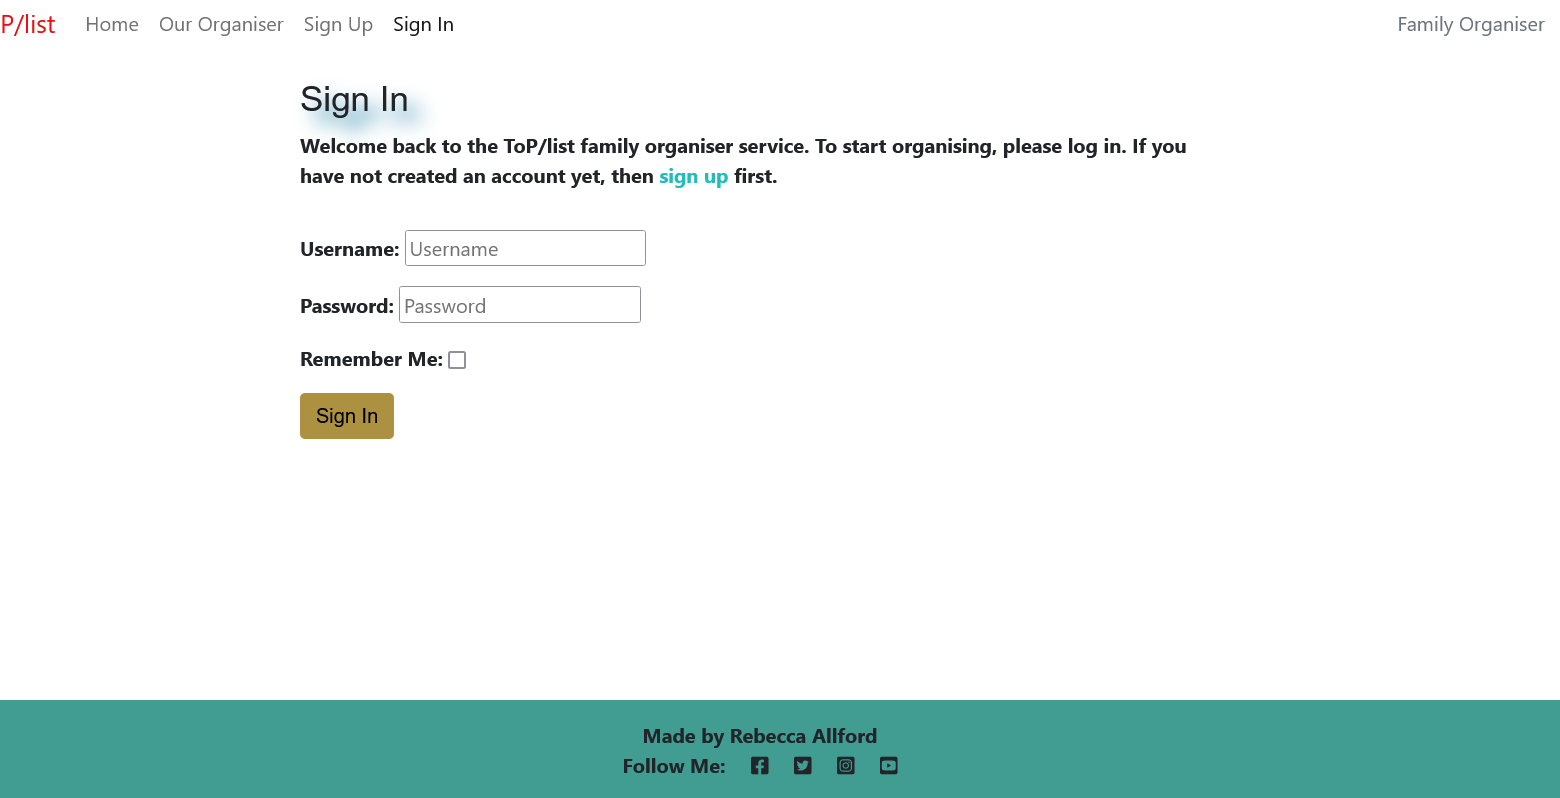 P/list Home Our Organiser Sign Up Sign In Family Organiser
Sign In
Welcome back to the ToP/list family organiser service. To start organising, please log in. If you
have not created an account yet, then sign up first.
Username: Username
Password: Password
Remember Me:
Sign In
Made by Rebecca Allford
Follow Me: